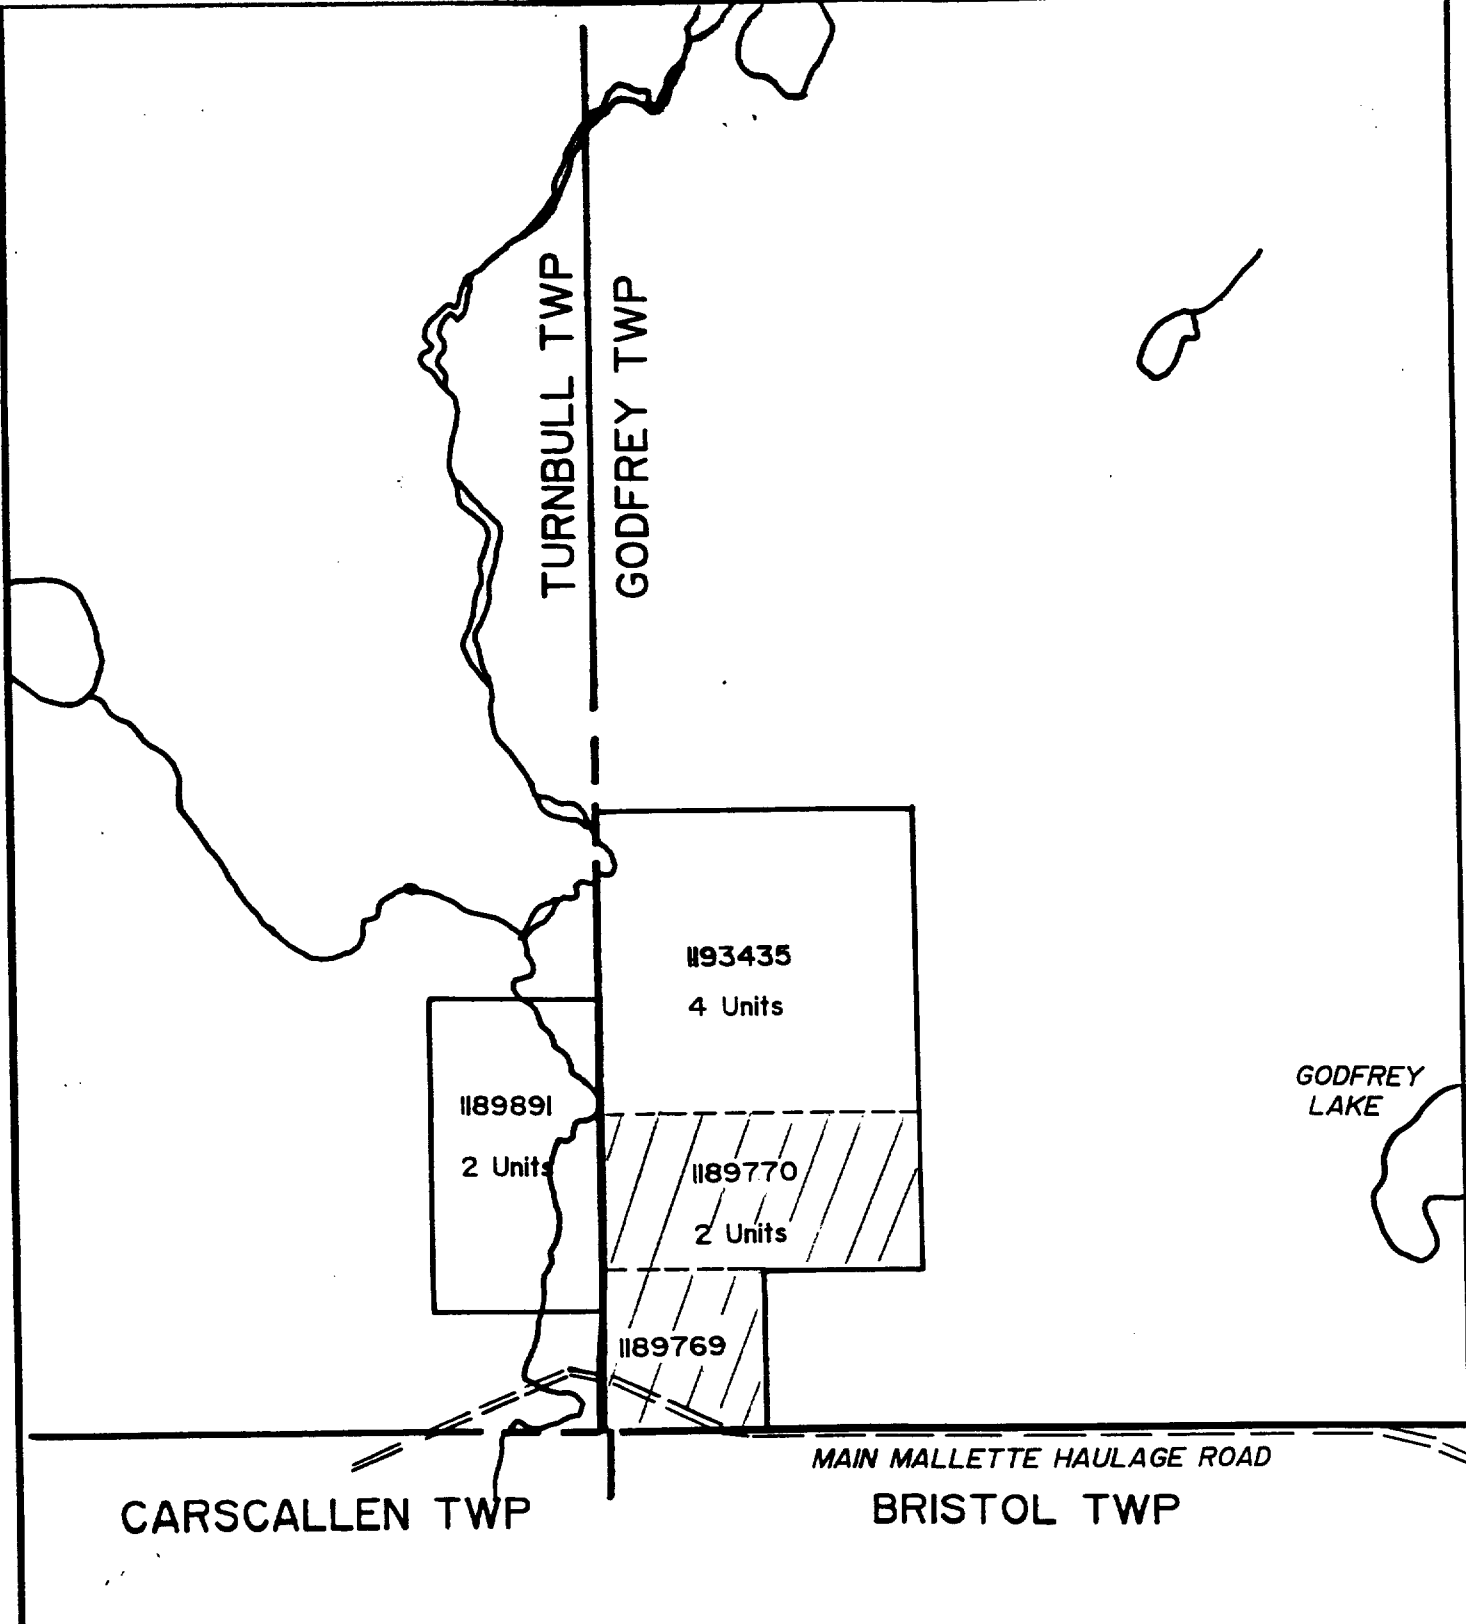 TURNBULL TWP
GODFREY TWP
1193435
4 Units
GODFREY
LAKE
1189891
2 Units
1189770
2 Units
1189769
MAIN MALLETTE HAULAGE ROAD
CARSCALLEN TWP
BRISTOL TWP